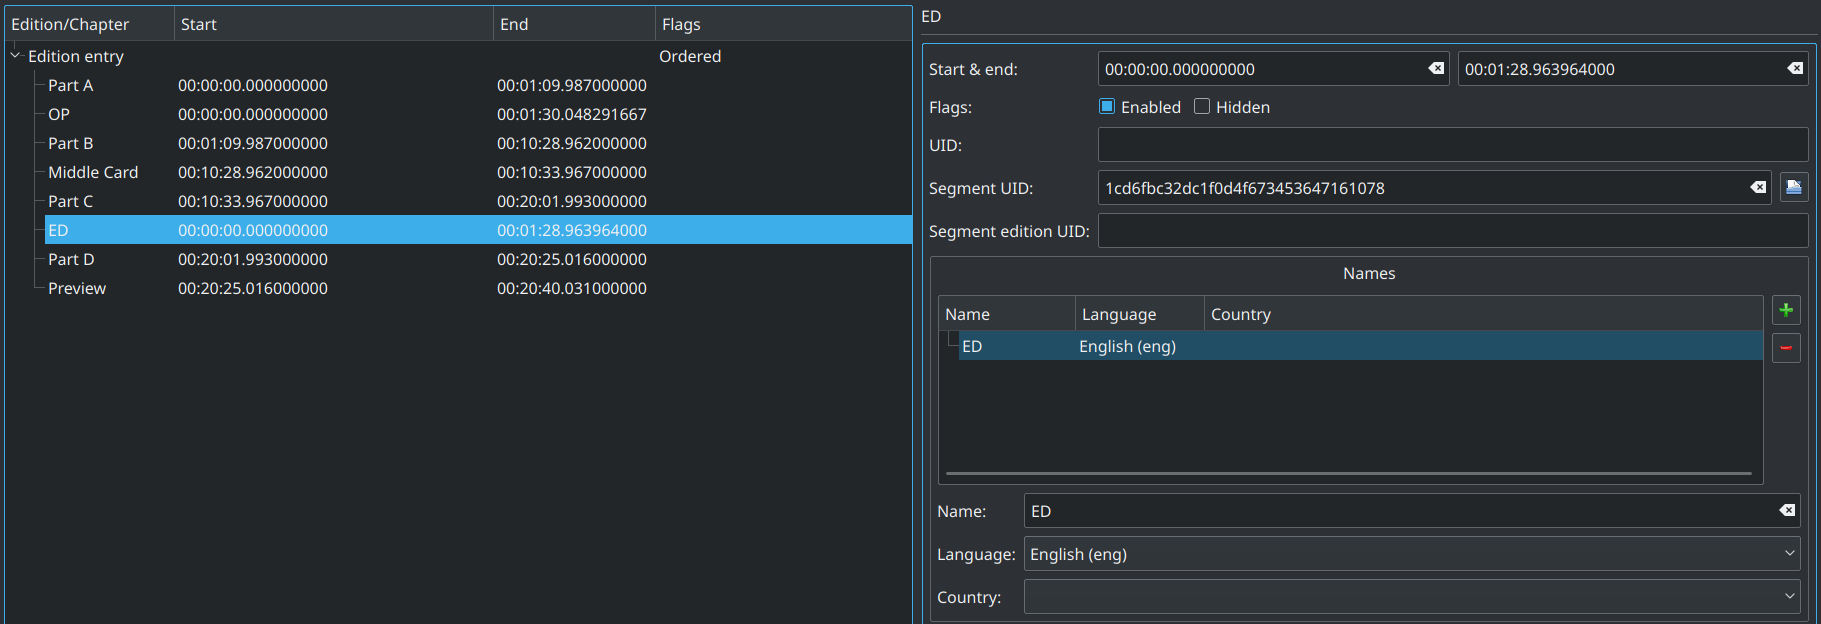 Edition/Chapter Start End Flags
Edition entry Ordered
Part A 00:00:00.000000000 00:01:09.987000000
OP 00:00:00.000000000 00:01:30.048291667
Part B 00:01:09.987000000 00:10:28.962000000
Middle Card 00:10:28.962000000 00:10:33.967000000
Part C 00:10:33.967000000 00:20:01.993000000
ED 00:00:00.000000000 00:01:28.963964000
Part D 00:20:01.993000000 00:20:25.016000000
Preview 00:20:25.016000000 00:20:40.031000000
ED
Start & end: 00:00:00.000000000 00:01:28.963964000
Flags: Enabled Hidden
UID:
Segment UID: 1cd6fbc32dc1f0d4f673453647161078
Segment edition UID:
Names
Name Language Country
ED English (eng)
Name: ED
Language: English (eng)
Country: